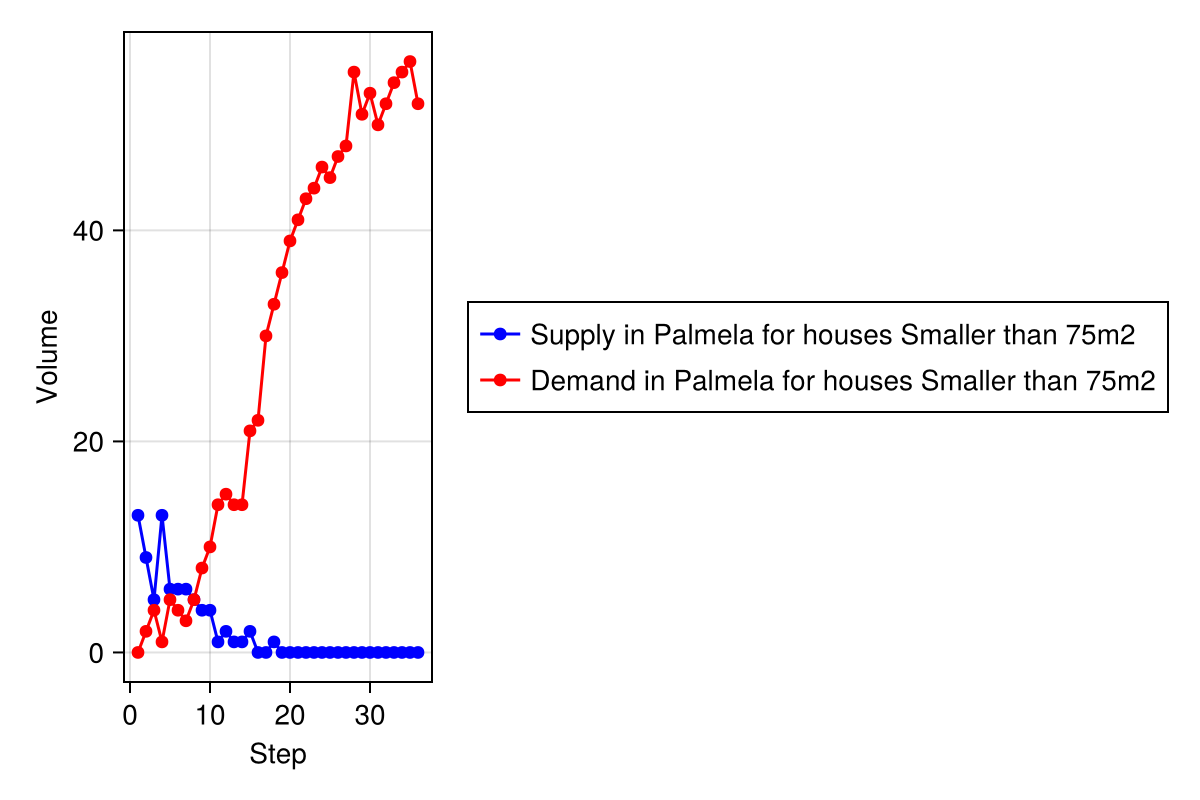 Volume
40
20
0
0 10 20 30
Step
Supply in Palmela for houses Smaller than 75m2
Demand in Palmela for houses Smaller than 75m2